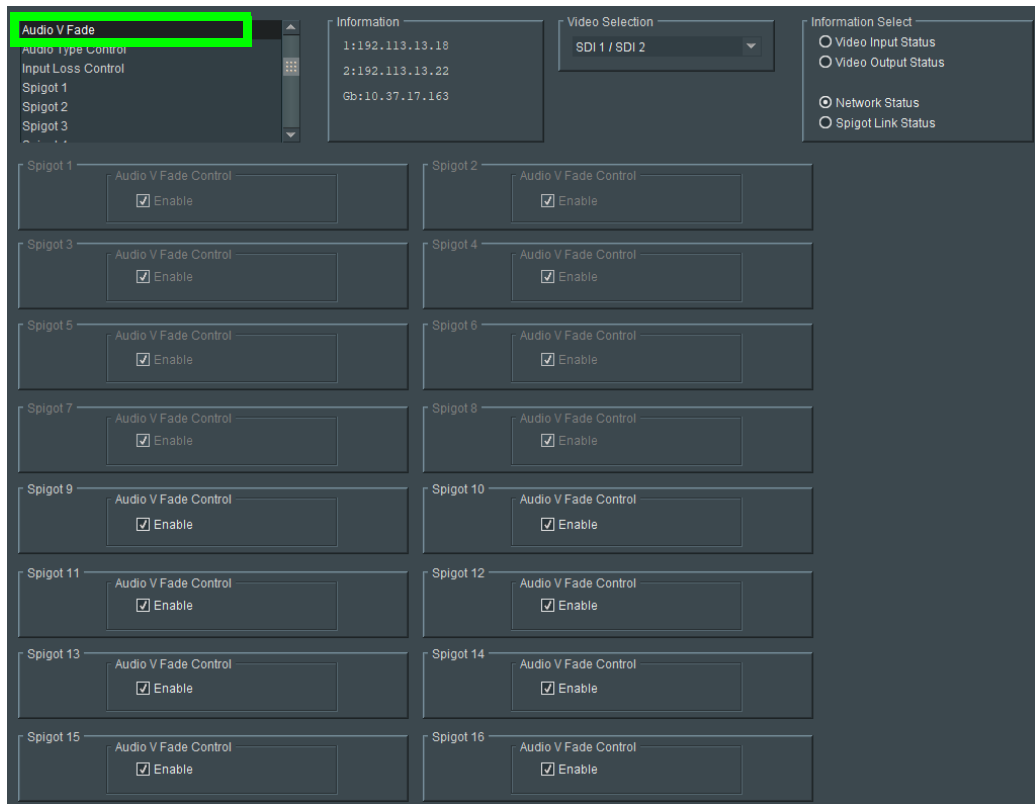 Audio V Fade
Audio Type Control
Input Loss Control
Spigot 1
Spigot 2
Spigot 3
Information
1:192.113.13.18
2:192.113.13.22
Gb:10.37.17.163
Video Selection
SDI 1 / SDI 2
Information Select
Video Input Status
Video Output Status
Network Status
Spigot Link Status
Spigot 1
Audio V Fade Control
Enable
Spigot 2
Audio V Fade Control
Enable
Spigot 3
Audio V Fade Control
Enable
Spigot 4
Audio V Fade Control
Enable
Spigot 5
Audio V Fade Control
Enable
Spigot 6
Audio V Fade Control
Enable
Spigot 7
Audio V Fade Control
Enable
Spigot 8
Audio V Fade Control
Enable
Spigot 9
Audio V Fade Control
Enable
Spigot 10
Audio V Fade Control
Enable
Spigot 11
Audio V Fade Control
Enable
Spigot 12
Audio V Fade Control
Enable
Spigot 13
Audio V Fade Control
Enable
Spigot 14
Audio V Fade Control
Enable
Spigot 15
Audio V Fade Control
Enable
Spigot 16
Audio V Fade Control
Enable